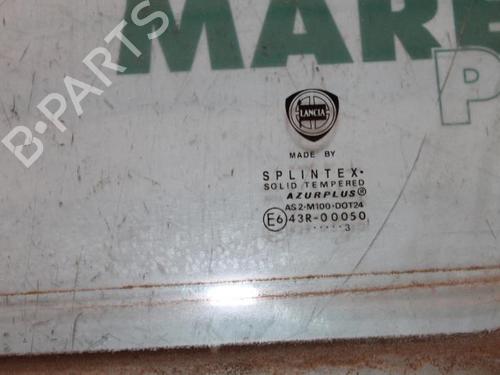 MARE
P
B-PARTS
LANCIA
MADE BY
SPLINTEX.
SOLID TEMPERED
AZURPLUS®
AS2·M100·DOT24
E6 43R-00050
.....3